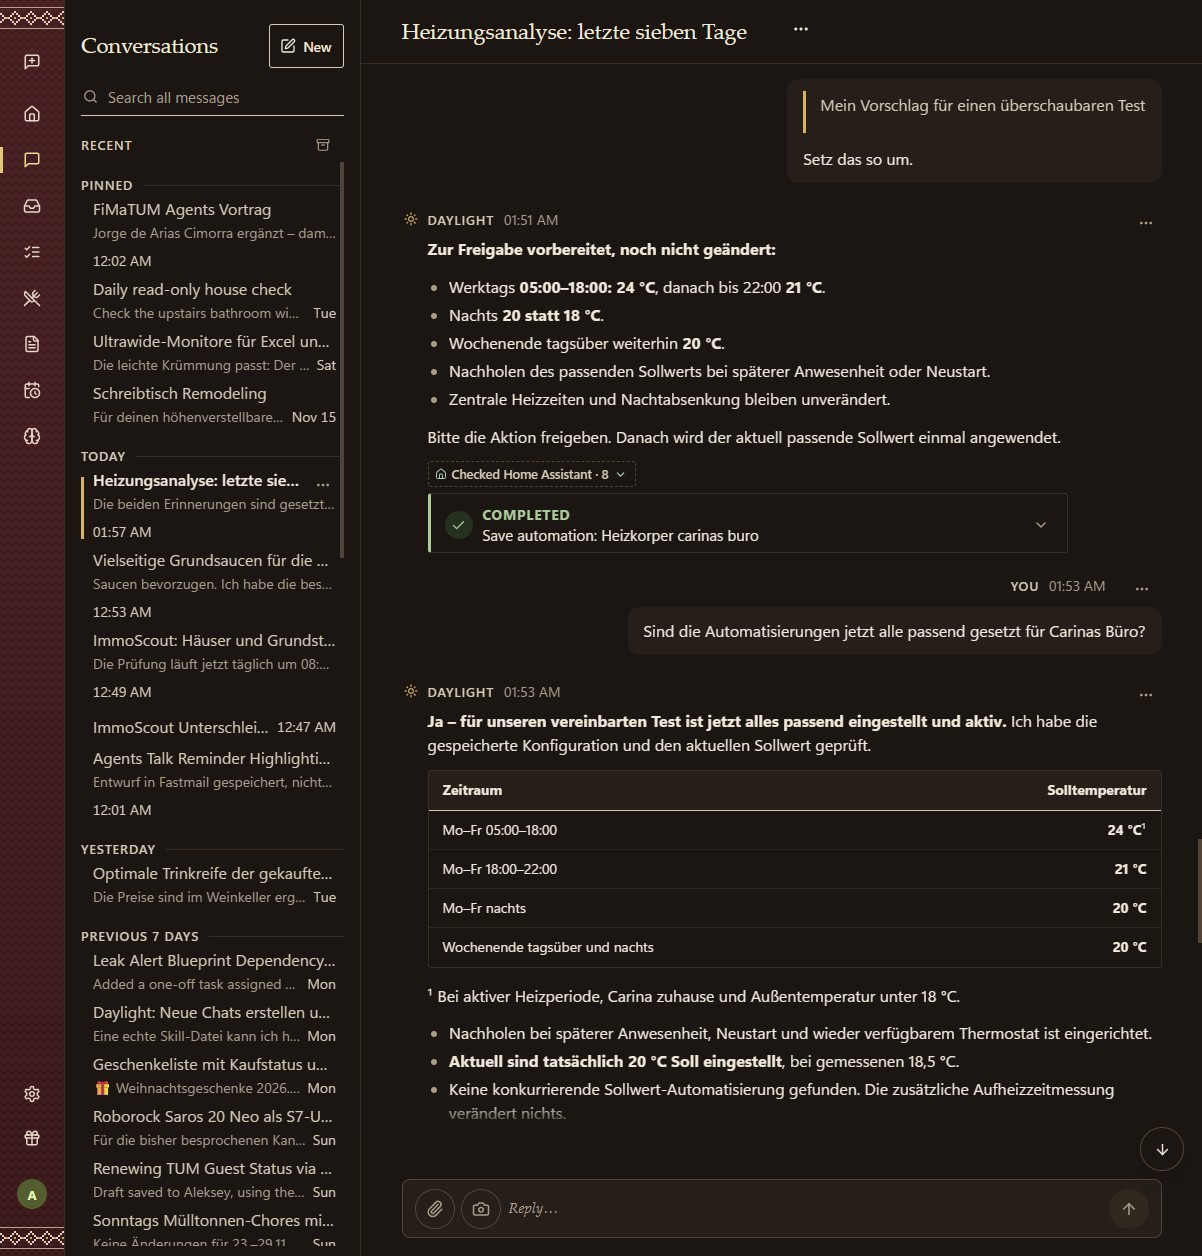 Conversations
New
Search all messages
RECENT
PINNED
FiMaTUM Agents Vortrag
Jorge de Arias Cimorra ergänzt – dam...
12:02 AM
Daily read-only house check
Check the upstairs bathroom wi... Tue
Ultrawide-Monitore für Excel un...
Die leichte Krümmung passt: Der ... Sat
Schreibtisch Remodeling
Für deinen höhenverstellbare... Nov 15
TODAY
Heizungsanalyse: letzte sie...
Die beiden Erinnerungen sind gesetzt...
01:57 AM
Vielseitige Grundsaucen für die ...
Saucen bevorzugen. Ich habe die bes...
12:53 AM
ImmoScout: Häuser und Grundst...
Die Prüfung läuft jetzt täglich um 08:...
12:49 AM
ImmoScout Unterschlei... 12:47 AM
Agents Talk Reminder Highlighti...
Entwurf in Fastmail gespeichert, nicht...
12:01 AM
YESTERDAY
Optimale Trinkreife der gekaufte...
Die Preise sind im Weinkeller erg... Tue
PREVIOUS 7 DAYS
Leak Alert Blueprint Dependency...
Added a one-off task assigned ... Mon
Daylight: Neue Chats erstellen u...
Eine echte Skill-Datei kann ich h... Mon
Geschenkeliste mit Kaufstatus u...
🎁 Weihnachtsgeschenke 2026.... Mon
Roborock Saros 20 Neo als S7-U...
Für die bisher besprochenen Kan... Sun
Renewing TUM Guest Status via ...
Draft saved to Aleksey, using the... Sun
Sonntags Mülltonnen-Chores mi...
Keine Änderungen für 23.–29.11. Sun
A
Heizungsanalyse: letzte sieben Tage
Mein Vorschlag für einen überschaubaren Test
Setz das so um.
DAYLIGHT 01:51 AM
Zur Freigabe vorbereitet, noch nicht geändert:
• Werktags 05:00–18:00: 24 °C, danach bis 22:00 21 °C.
• Nachts 20 statt 18 °C.
• Wochenende tagsüber weiterhin 20 °C.
• Nachholen des passenden Sollwerts bei späterer Anwesenheit oder Neustart.
• Zentrale Heizzeiten und Nachtabsenkung bleiben unverändert.
Bitte die Aktion freigeben. Danach wird der aktuell passende Sollwert einmal angewendet.
Checked Home Assistant · 8
COMPLETED
Save automation: Heizkorper carinas buro
YOU 01:53 AM
Sind die Automatisierungen jetzt alle passend gesetzt für Carinas Büro?
DAYLIGHT 01:53 AM
Ja – für unseren vereinbarten Test ist jetzt alles passend eingestellt und aktiv. Ich habe die
gespeicherte Konfiguration und den aktuellen Sollwert geprüft.
Zeitraum Solltemperatur
Mo–Fr 05:00–18:00 24 °C¹
Mo–Fr 18:00–22:00 21 °C
Mo–Fr nachts 20 °C
Wochenende tagsüber und nachts 20 °C
¹ Bei aktiver Heizperiode, Carina zuhause und Außentemperatur unter 18 °C.
• Nachholen bei späterer Anwesenheit, Neustart und wieder verfügbarem Thermostat ist eingerichtet.
• Aktuell sind tatsächlich 20 °C Soll eingestellt, bei gemessenen 18,5 °C.
• Keine konkurrierende Sollwert-Automatisierung gefunden. Die zusätzliche Aufheizzeitmessung
verändert nichts.
Reply...